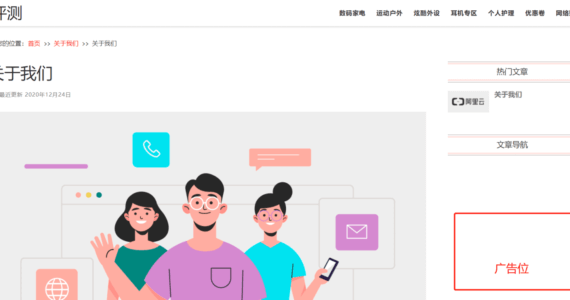 评测
数码家电 运动户外 炫酷外设 耳机专区 个人护理 优惠卷 网络
您的位置： 首页 >> 关于我们 >> 关于我们
关于我们
最近更新 2020年12月24日
热门文章
阿里云
关于我们
文章导航
广告位